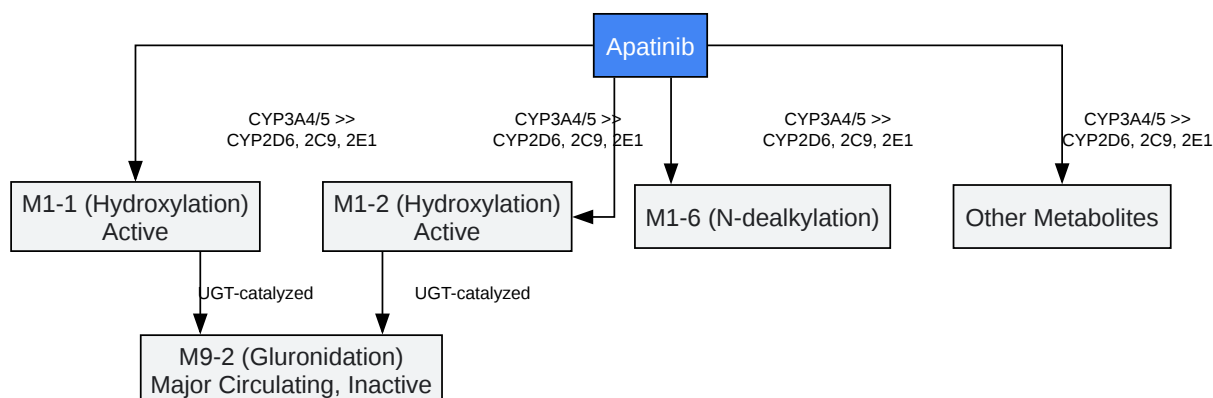 Apatinib
CYP3A4/5 >>
CYP2D6, 2C9, 2E1
CYP3A4/5 >>
CYP2D6, 2C9, 2E1
CYP3A4/5 >>
CYP2D6, 2C9, 2E1
CYP3A4/5 >>
CYP2D6, 2C9, 2E1
M1-1 (Hydroxylation)
Active
M1-2 (Hydroxylation)
Active
M1-6 (N-dealkylation)
Other Metabolites
UGT-catalyzed
UGT-catalyzed
M9-2 (Gluronidation)
Major Circulating, Inactive